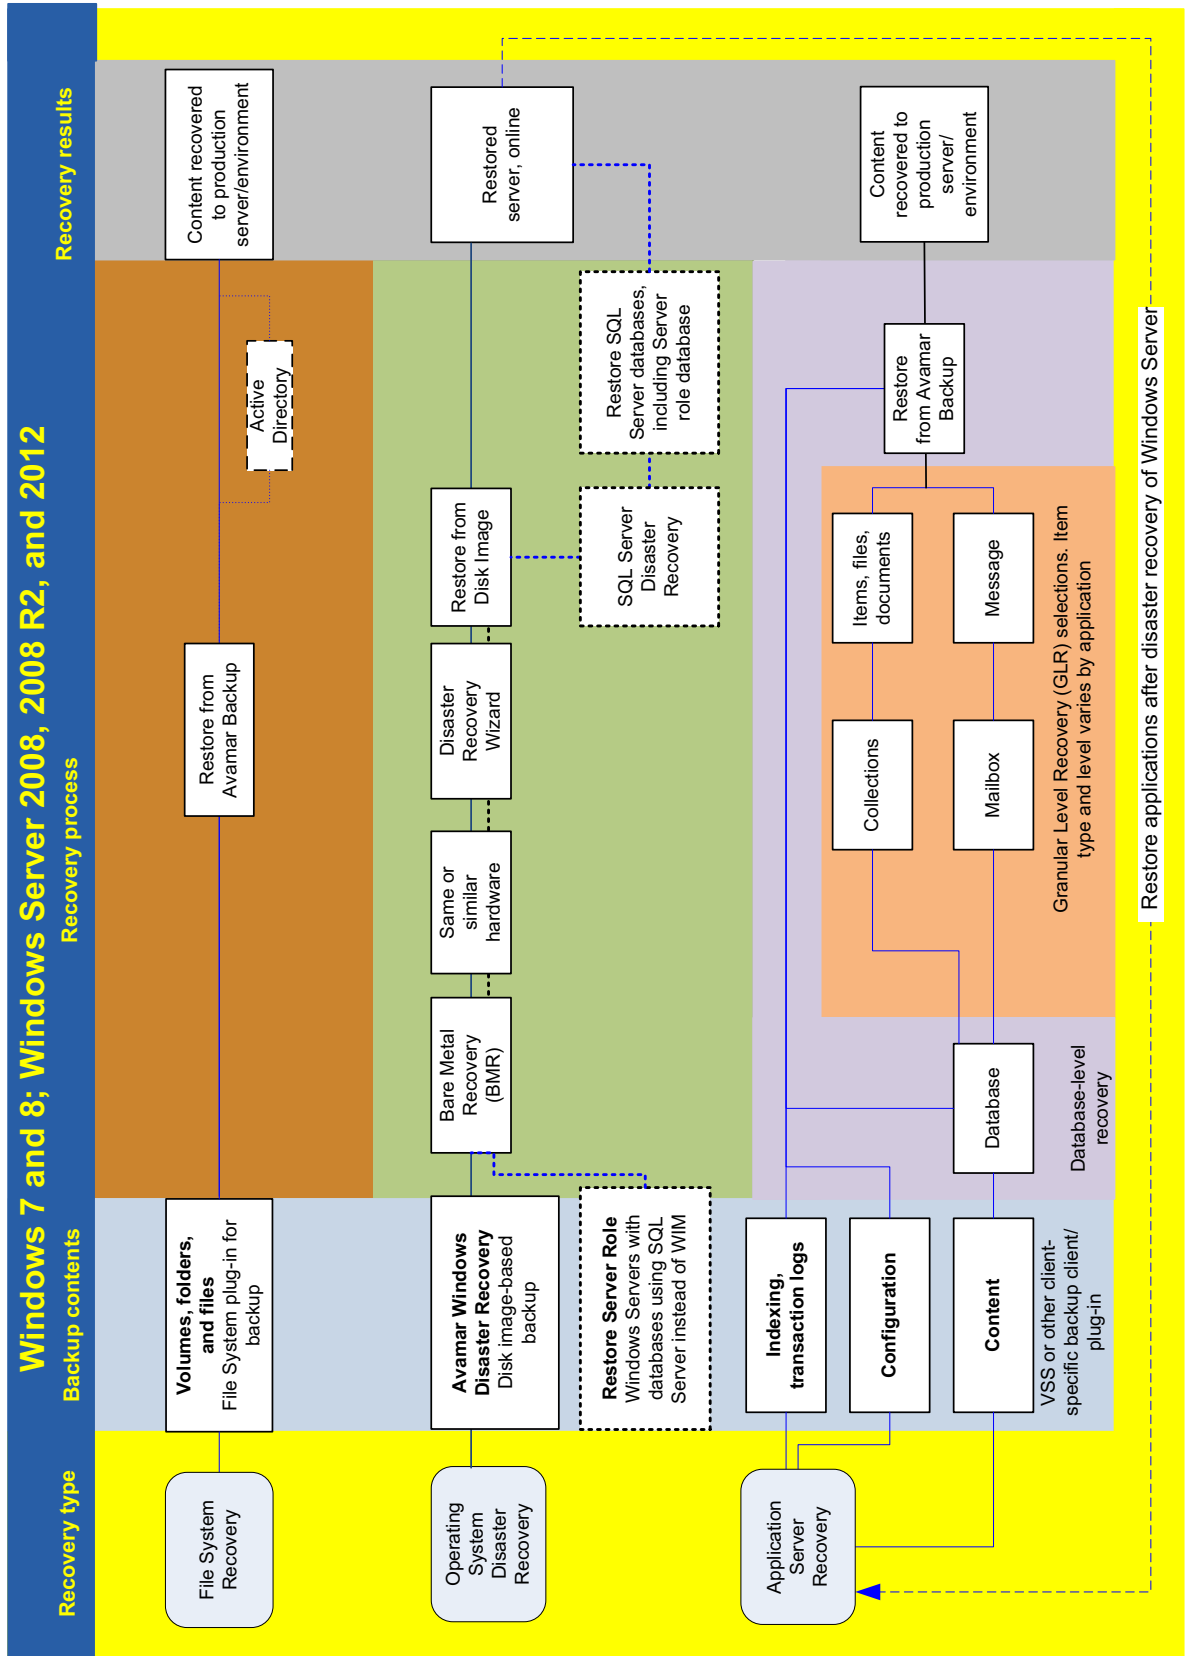 Windows 7 and 8; Windows Server 2008, 2008 R2, and 2012
Recovery type
Backup contents
Recovery process
Recovery results
File System
Recovery
Volumes, folders,
and files
File System plug-in for
backup
Restore from
Avamar Backup
Active
Directory
Content recovered
to production
server/environment
Operating
System
Disaster
Recovery
Avamar Windows
Disaster Recovery
Disk image-based
backup
Bare Metal
Recovery
(BMR)
Same or
similar
hardware
Disaster
Recovery
Wizard
Restore from
Disk Image
Restored
server, online
Restore Server Role
Windows Servers with
databases using SQL
Server instead of WIM
SQL Server
Disaster
Recovery
Restore SQL
Server databases,
including Server
role database
Application
Server
Recovery
Indexing,
transaction logs
Configuration
Content
VSS or other client-
specific backup client/
plug-in
Database
Database-level
recovery
Collections
Items, files,
documents
Mailbox
Message
Granular Level Recovery (GLR) selections. Item
type and level varies by application
Restore
from Avamar
Backup
Content
recovered to
production
server/
environment
Restore applications after disaster recovery of Windows Server